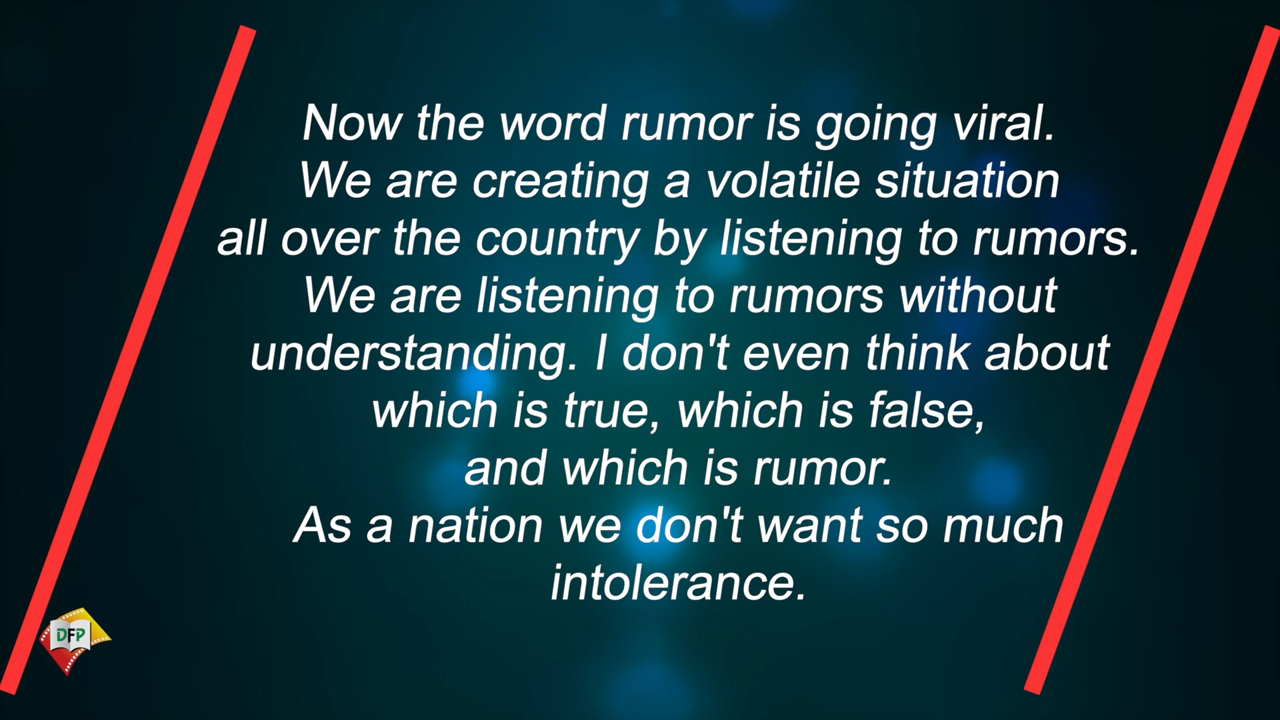 Now the word rumor is going viral.
We are creating a volatile situation
all over the country by listening to rumors.
We are listening to rumors without
understanding. I don't even think about
which is true, which is false,
and which is rumor.
As a nation we don't want so much
intolerance.
DFP